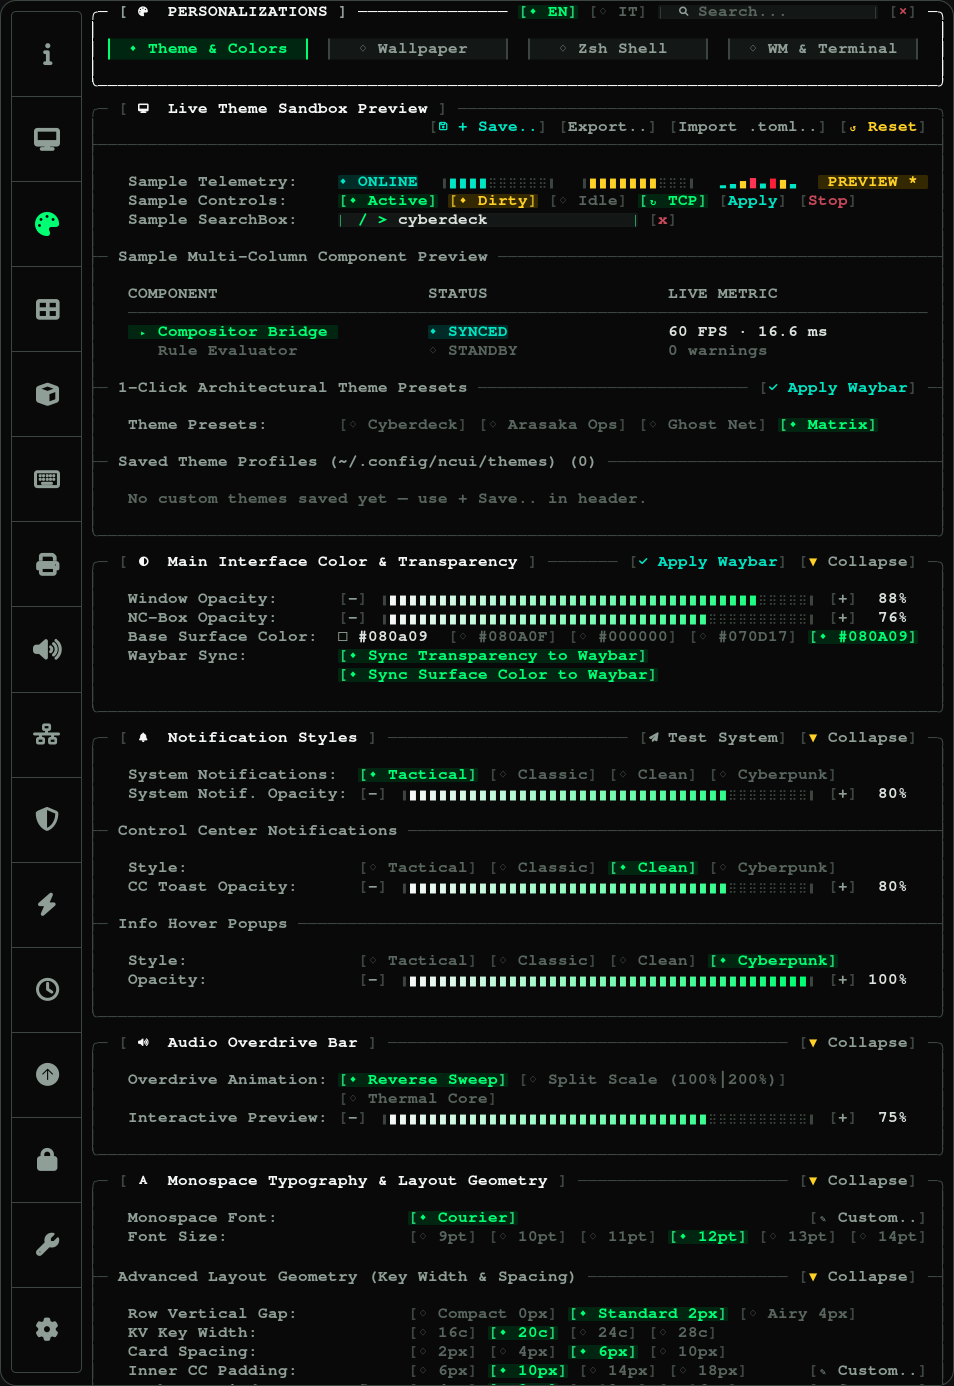 [ PERSONALIZATIONS ] [♦ EN] [♢ IT] Search... [×]
♦ Theme & Colors ♢ Wallpaper ♢ Zsh Shell ♢ WM & Terminal
[ Live Theme Sandbox Preview ]
[ + Save..] [Export..] [Import .toml..] [↺ Reset]
Sample Telemetry: ♦ ONLINE PREVIEW *
Sample Controls: [♦ Active] [♦ Dirty] [♢ Idle] [↻ TCP] [Apply] [Stop]
Sample SearchBox: / > cyberdeck [x]
Sample Multi-Column Component Preview
COMPONENT STATUS LIVE METRIC
▸ Compositor Bridge ♦ SYNCED 60 FPS · 16.6 ms
Rule Evaluator ♢ STANDBY 0 warnings
1-Click Architectural Theme Presets [✓ Apply Waybar]
Theme Presets: [♢ Cyberdeck] [♢ Arasaka Ops] [♢ Ghost Net] [♦ Matrix]
Saved Theme Profiles (~/.config/ncui/themes) (0)
No custom themes saved yet — use + Save.. in header.
[ Main Interface Color & Transparency ] [✓ Apply Waybar] [▼ Collapse]
Window Opacity: [−] [+] 88%
NC-Box Opacity: [−] [+] 76%
Base Surface Color: □ #080a09 [♢ #080A0F] [♢ #000000] [♢ #070D17] [♦ #080A09]
Waybar Sync: [♦ Sync Transparency to Waybar]
[♦ Sync Surface Color to Waybar]
[ Notification Styles ] [ Test System] [▼ Collapse]
System Notifications: [♦ Tactical] [♢ Classic] [♢ Clean] [♢ Cyberpunk]
System Notif. Opacity: [−] [+] 80%
Control Center Notifications
Style: [♢ Tactical] [♢ Classic] [♦ Clean] [♢ Cyberpunk]
CC Toast Opacity: [−] [+] 80%
Info Hover Popups
Style: [♢ Tactical] [♢ Classic] [♢ Clean] [♦ Cyberpunk]
Opacity: [−] [+] 100%
[ Audio Overdrive Bar ] [▼ Collapse]
Overdrive Animation: [♦ Reverse Sweep] [♢ Split Scale (100%|200%)]
[♢ Thermal Core]
Interactive Preview: [−] [+] 75%
[ A Monospace Typography & Layout Geometry ] [▼ Collapse]
Monospace Font: [♦ Courier] [✎ Custom..]
Font Size: [♢ 9pt] [♢ 10pt] [♢ 11pt] [♦ 12pt] [♢ 13pt] [♢ 14pt]
Advanced Layout Geometry (Key Width & Spacing) [▼ Collapse]
Row Vertical Gap: [♢ Compact 0px] [♦ Standard 2px] [♢ Airy 4px]
KV Key Width: [♢ 16c] [♦ 20c] [♢ 24c] [♢ 28c]
Card Spacing: [♢ 2px] [♢ 4px] [♦ 6px] [♢ 10px]
Inner CC Padding: [♢ 6px] [♦ 10px] [♢ 14px] [♢ 18px] [✎ Custom..]